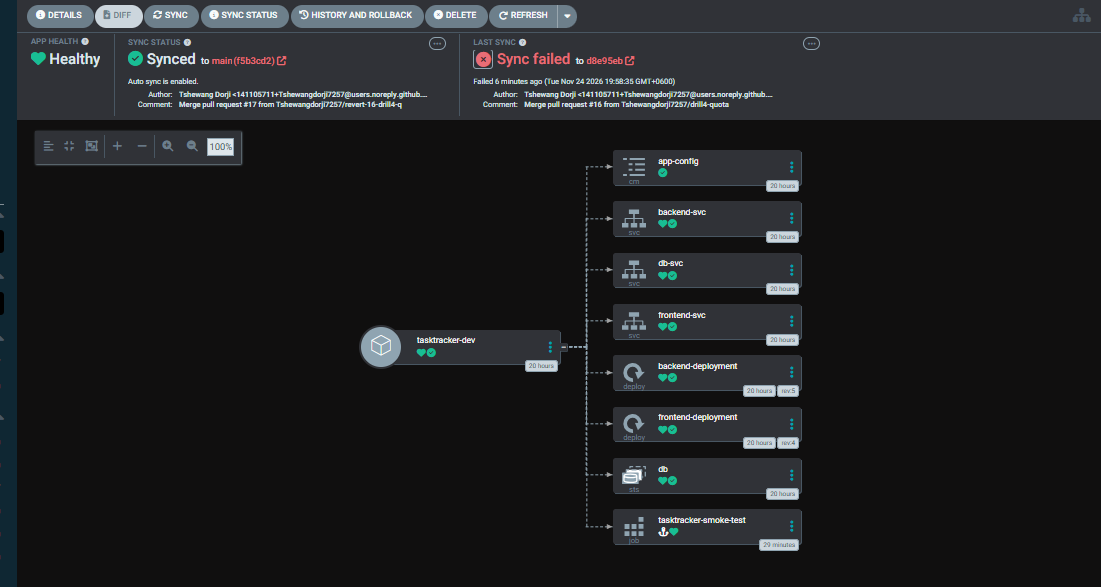 DETAILS DIFF SYNC SYNC STATUS HISTORY AND ROLLBACK DELETE REFRESH
APP HEALTH
Healthy
SYNC STATUS
Synced to main (f5b3cd2)
Auto sync is enabled.
Author: Tshewang Dorji <141105711+Tshewangdorji7257@users.noreply.github....
Comment: Merge pull request #17 from Tshewangdorji7257/revert-16-drill4-q
LAST SYNC
Sync failed to d8e95eb
Failed 6 minutes ago (Tue Nov 24 2026 19:58:35 GMT+0600)
Author: Tshewang Dorji <141105711+Tshewangdorji7257@users.noreply.github....
Comment: Merge pull request #16 from Tshewangdorji7257/drill4-quota
100%
app-config
cm
20 hours
backend-svc
svc
20 hours
db-svc
svc
20 hours
frontend-svc
svc
20 hours
tasktracker-dev
20 hours
backend-deployment
deploy
20 hours rev:5
frontend-deployment
deploy
20 hours rev:4
db
sts
20 hours
tasktracker-smoke-test
job
29 minutes